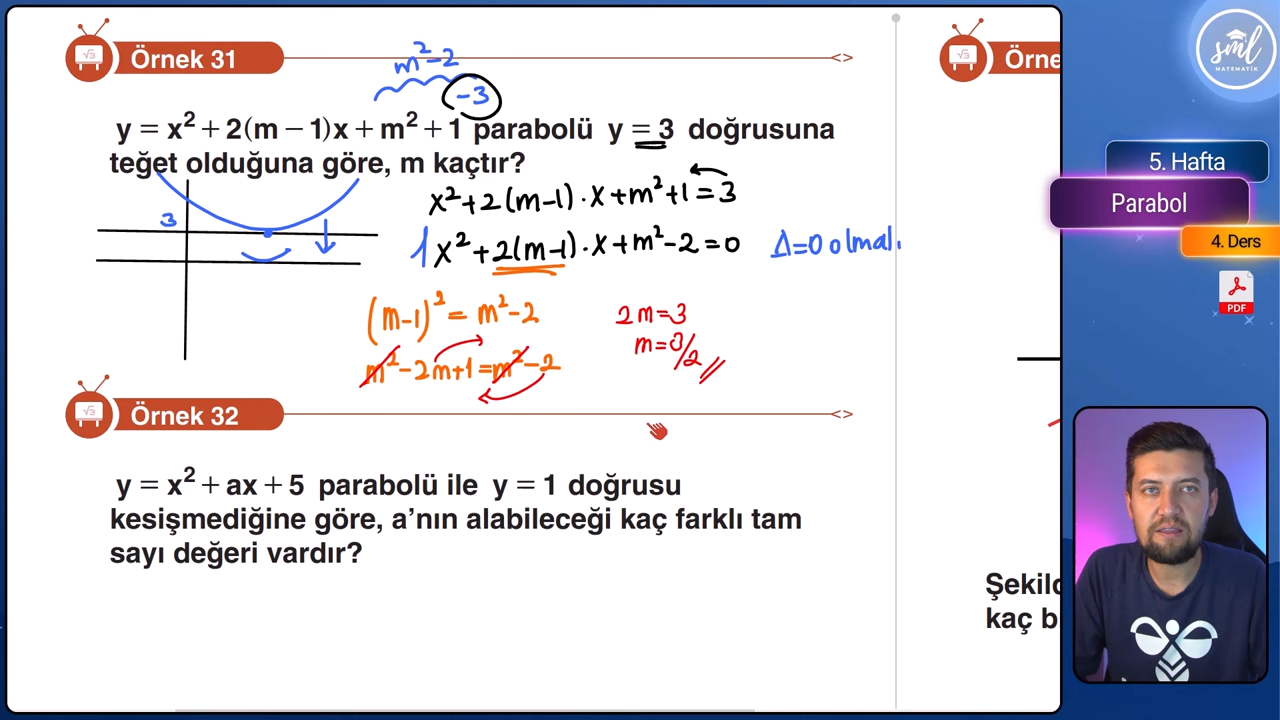 Örnek 31
m²-2
-3
y = x² + 2(m − 1)x + m² + 1 parabolü y = 3 doğrusuna
teğet olduğuna göre, m kaçtır?
3
x²+2(m-1)·x+m²+1=3
1x²+2(m-1)·x+m²-2=0 Δ=0 olmal
(m-1)² = m²-2
m²-2m+1=m²-2
2m=3
m=3/2
Örnek 32
y = x² + ax + 5 parabolü ile y = 1 doğrusu
kesişmediğine göre, a'nın alabileceği kaç farklı tam
sayı değeri vardır?
Örne
Şekild
kaç b
sml
MATEMATİK
5. Hafta
Parabol
4. Ders
PDF